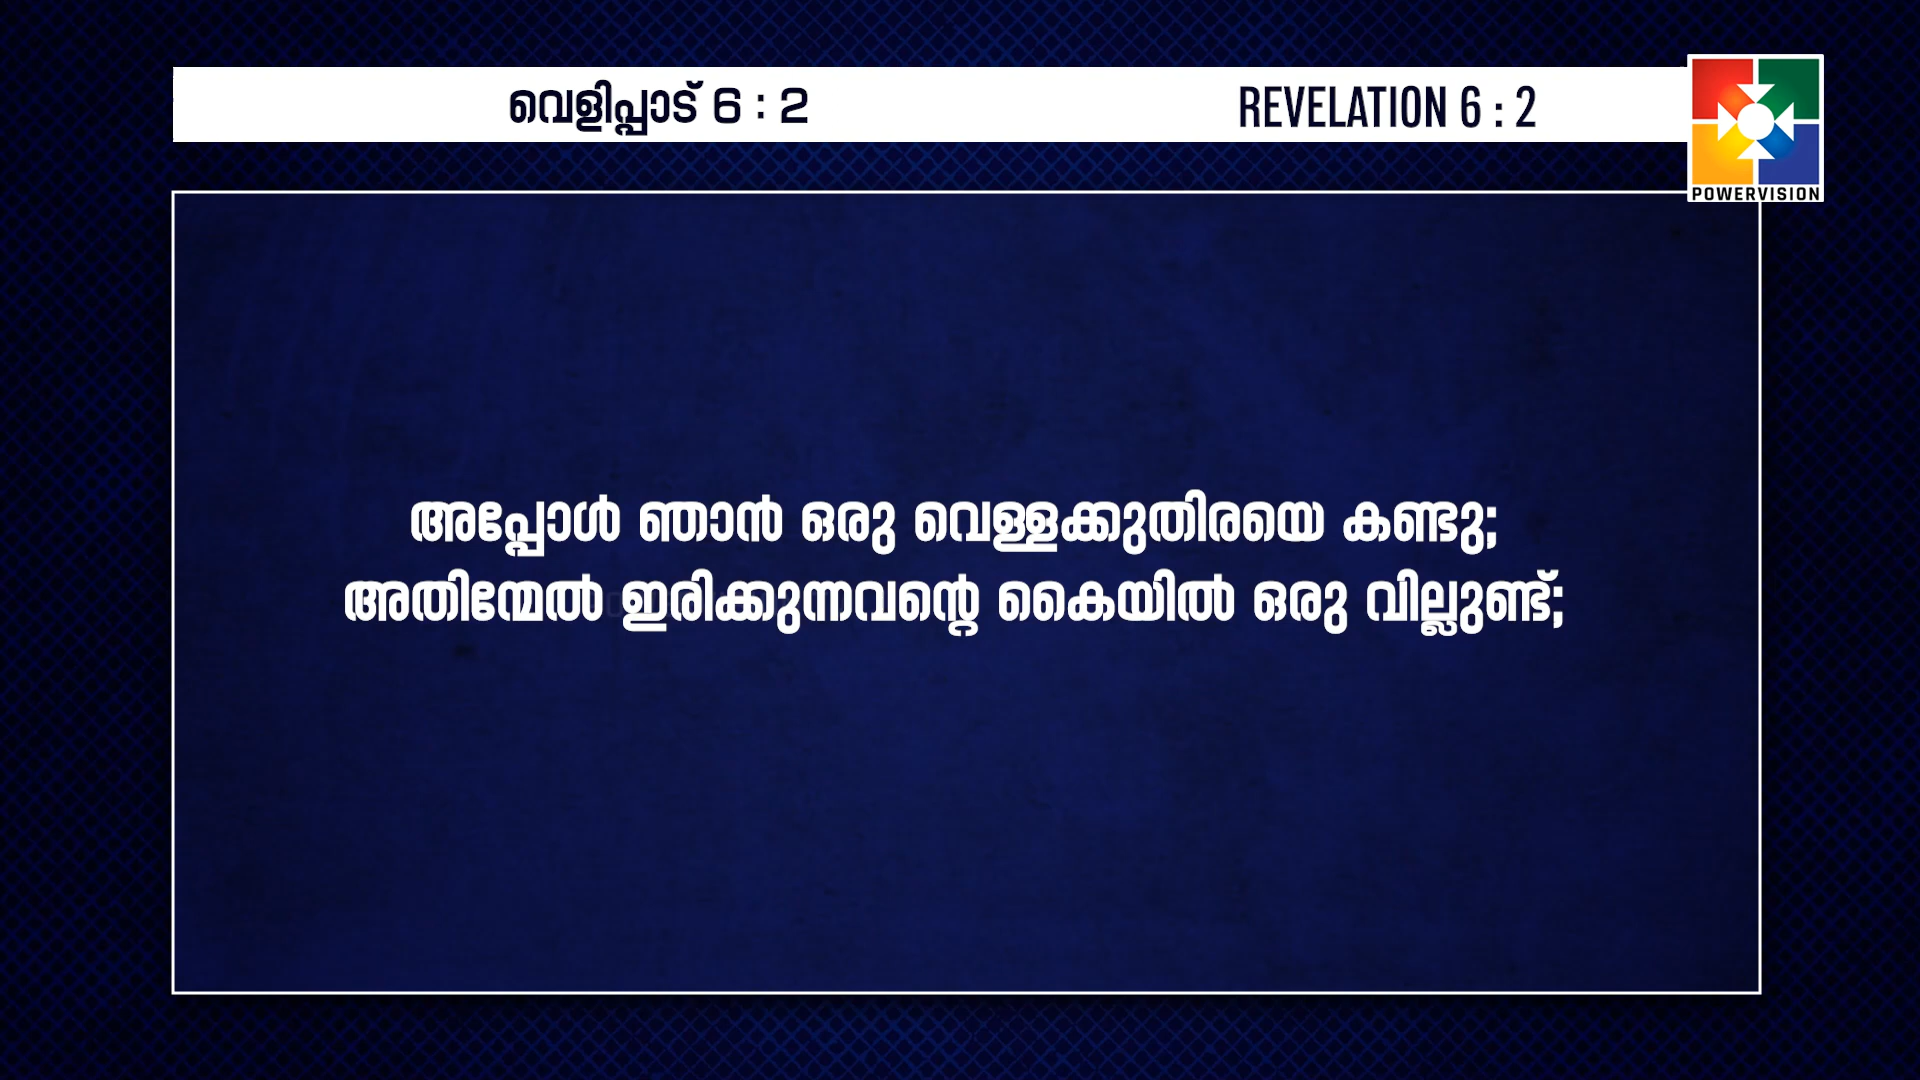 വെളിപ്പാട് 6 : 2
REVELATION 6 : 2
POWERVISION
അപ്പോൾ ഞാൻ ഒരു വെള്ളക്കുതിരയെ കണ്ടു;
അതിന്മേൽ ഇരിക്കുന്നവന്റെ കൈയിൽ ഒരു വില്ലുണ്ട്;